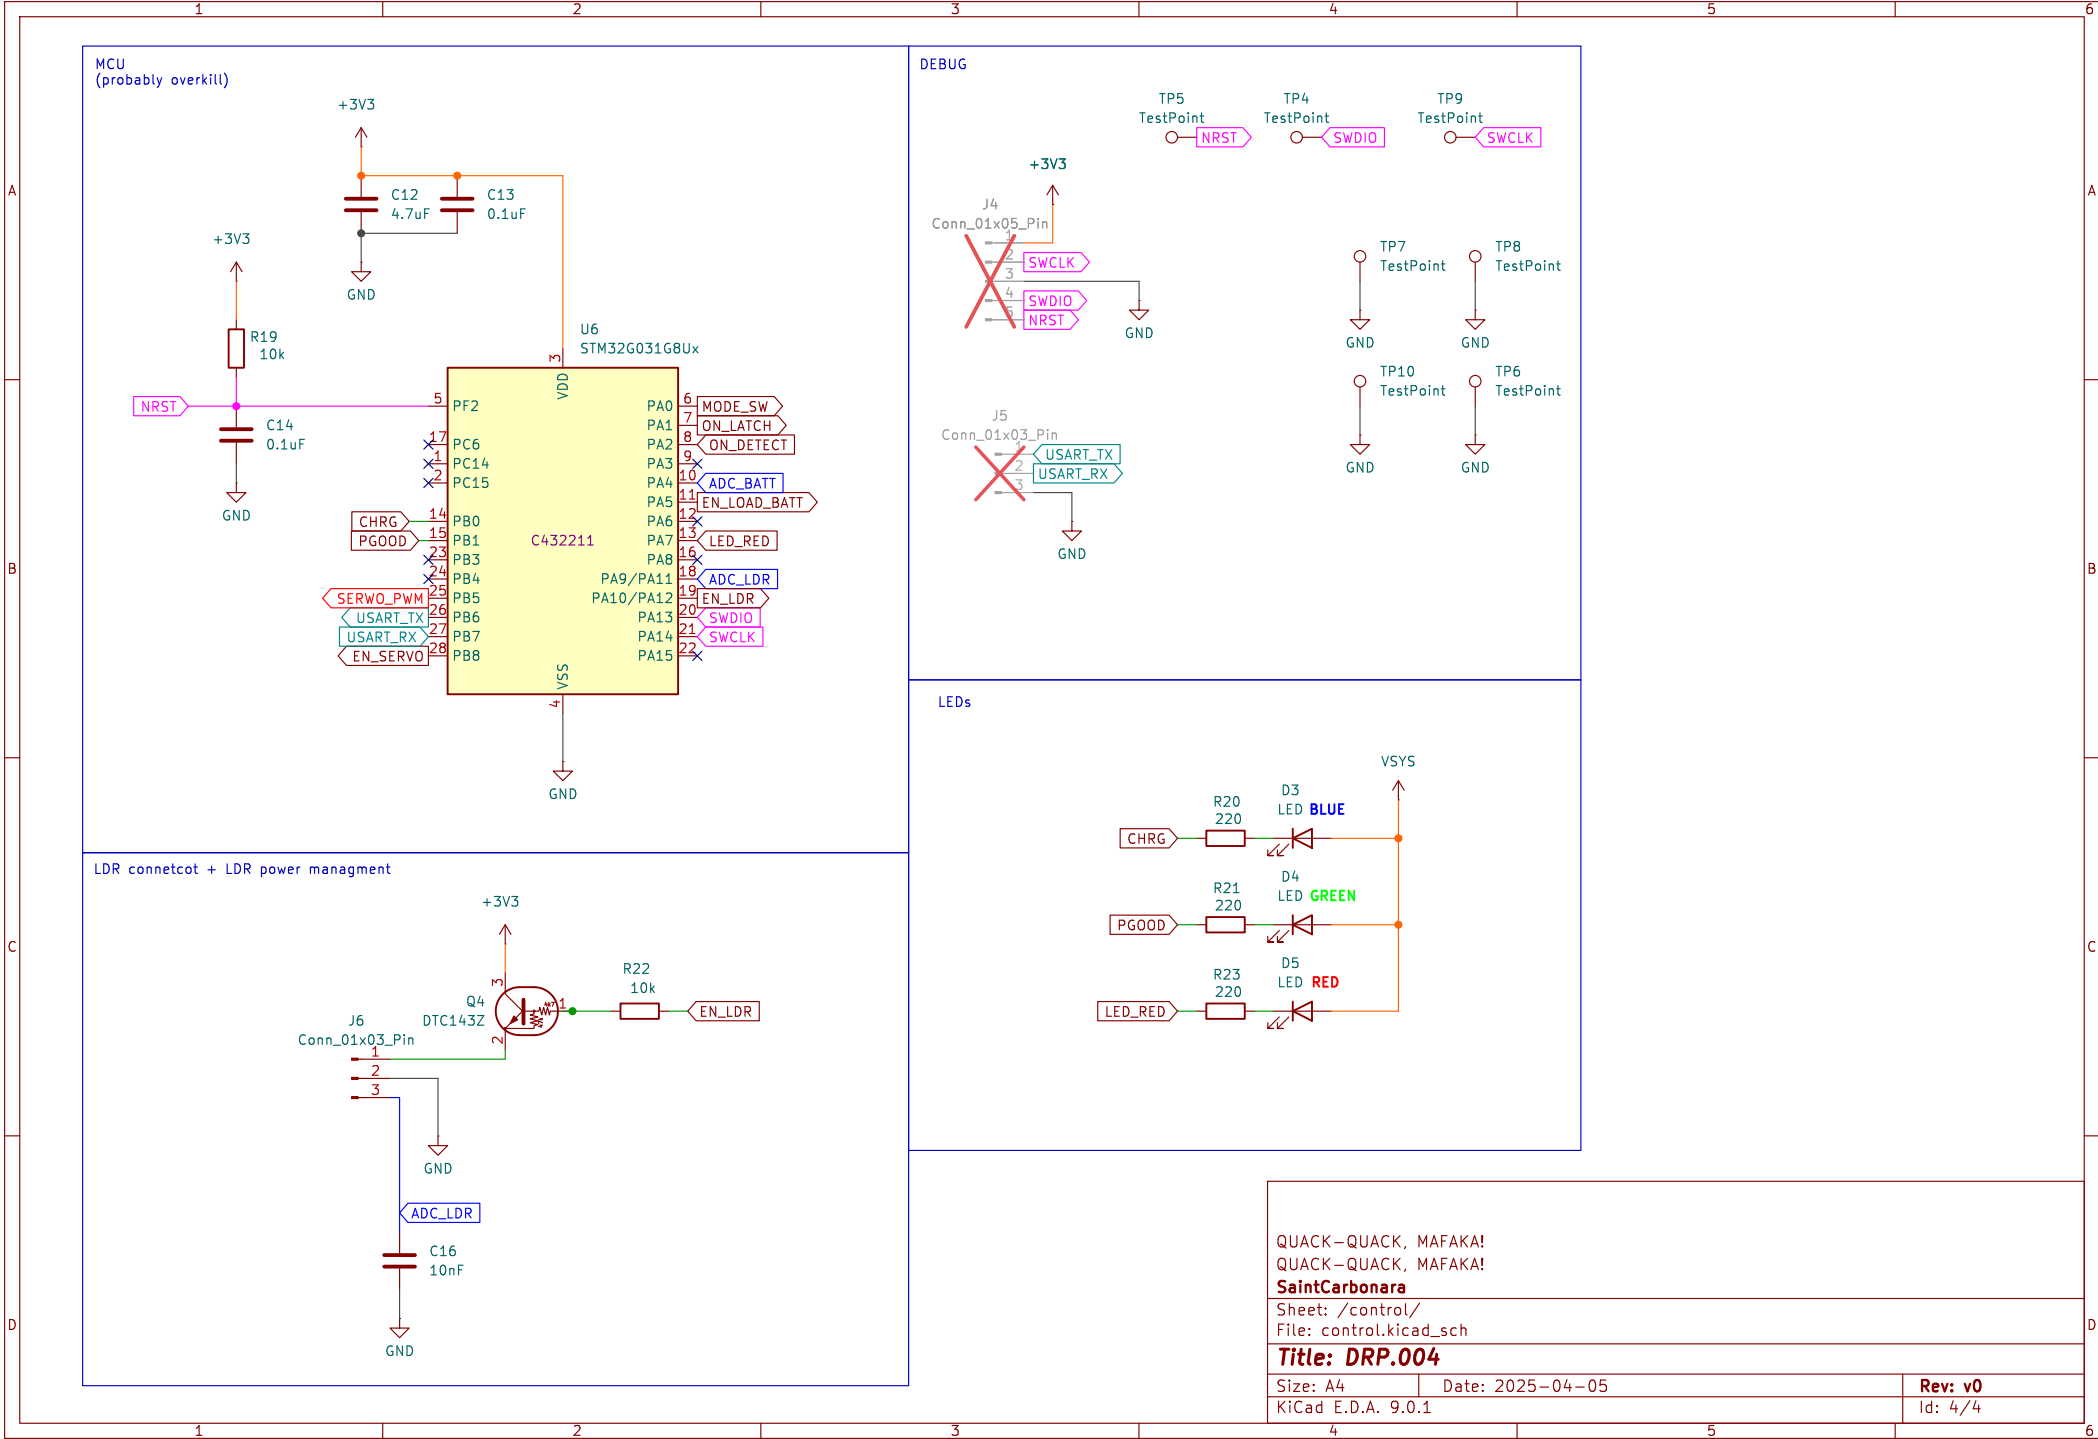 1 2 3 4 5 6
A
B
C
D
MCU
(probably overkill)
+3V3
C12
4.7uF
C13
0.1uF
GND
+3V3
R19
10k
NRST
C14
0.1uF
GND
U6
STM32G031G8Ux
C432211
3 VDD
4 VSS
GND
5 PF2
17 PC6
1 PC14
2 PC15
CHRG 14 PB0
PGOOD 15 PB1
23 PB3
24 PB4
SERWO_PWM 25 PB5
USART_TX 26 PB6
USART_RX 27 PB7
EN_SERVO 28 PB8
PA0 6 MODE_SW
PA1 7 ON_LATCH
PA2 8 ON_DETECT
PA3 9
PA4 10 ADC_BATT
PA5 11 EN_LOAD_BATT
PA6 12
PA7 13 LED_RED
PA8 16
PA9/PA11 18 ADC_LDR
PA10/PA12 19 EN_LDR
PA13 20 SWDIO
PA14 21 SWCLK
PA15 22
DEBUG
TP5
TestPoint
NRST
TP4
TestPoint
SWDIO
TP9
TestPoint
SWCLK
+3V3
J4
Conn_01x05_Pin
1
2 SWCLK
3
4 SWDIO
5 NRST
GND
TP7
TestPoint
GND
TP8
TestPoint
GND
TP10
TestPoint
GND
TP6
TestPoint
GND
J5
Conn_01x03_Pin
1 USART_TX
2 USART_RX
3
GND
LEDs
VSYS
CHRG
R20
220
D3
LED BLUE
PGOOD
R21
220
D4
LED GREEN
LED_RED
R23
220
D5
LED RED
LDR connetcot + LDR power managment
+3V3
3
Q4
DTC143Z
1
2
4k7
R22
10k
EN_LDR
J6
Conn_01x03_Pin
1
2
3
GND
ADC_LDR
C16
10nF
GND
QUACK-QUACK, MAFAKA!
QUACK-QUACK, MAFAKA!
SaintCarbonara
Sheet: /control/
File: control.kicad_sch
Title: DRP.004
Size: A4 Date: 2025-04-05 Rev: v0
KiCad E.D.A. 9.0.1 Id: 4/4
A
B
C
D
1 2 3 4 5 6